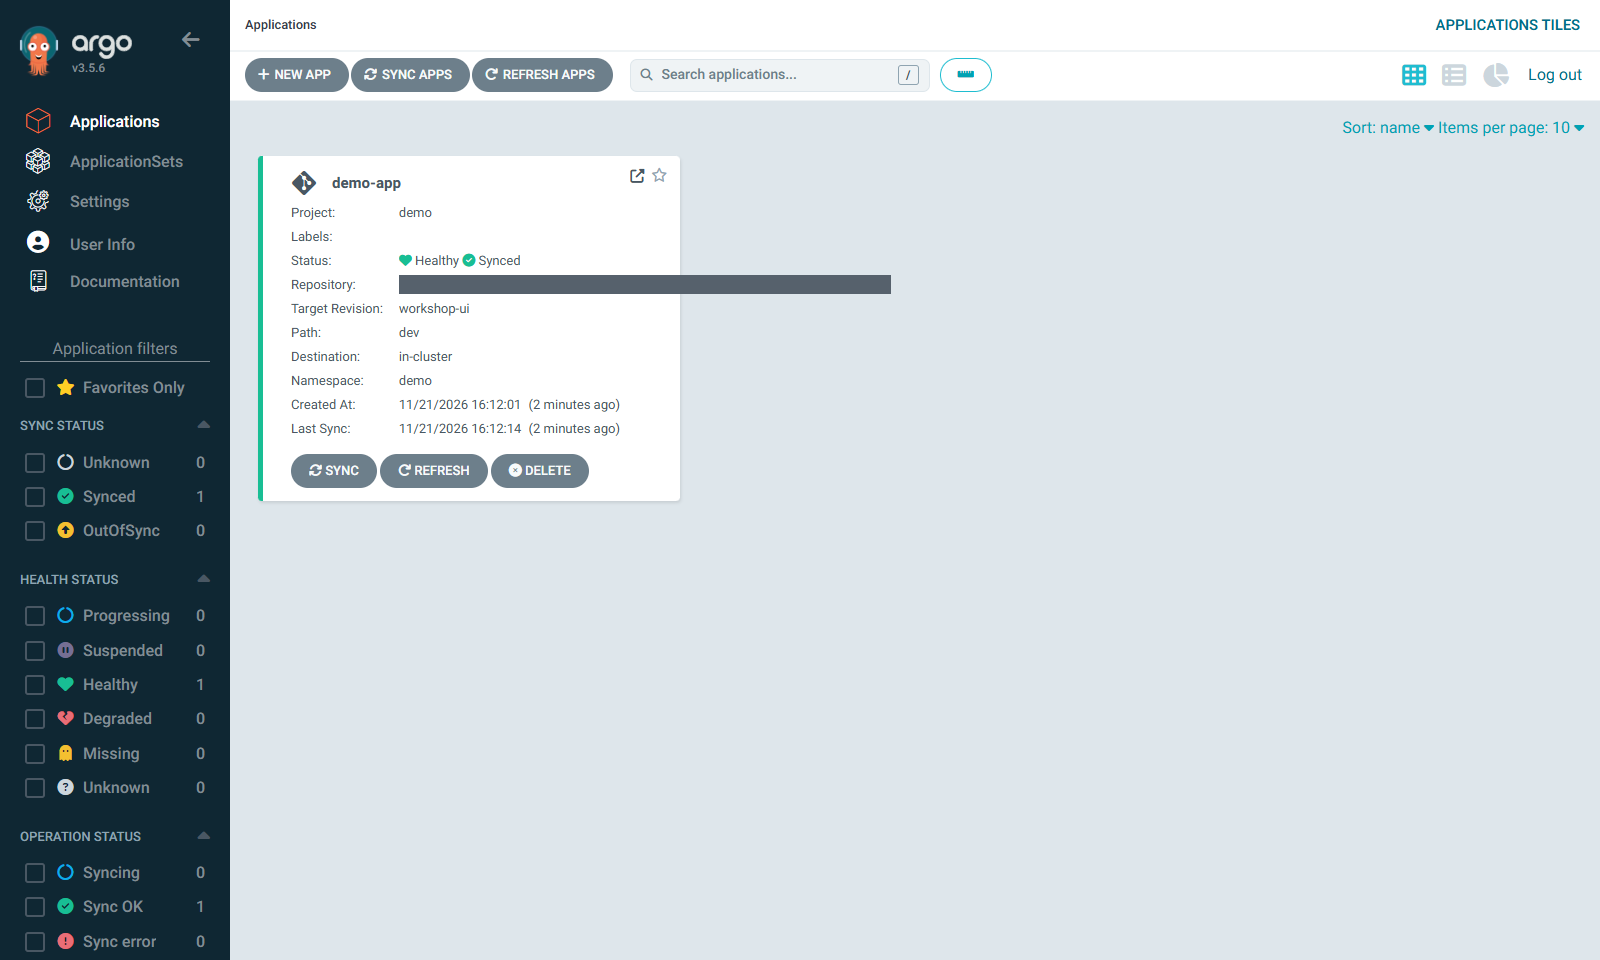 argo
v3.5.6
Applications
ApplicationSets
Settings
User Info
Documentation
Application filters
Favorites Only
SYNC STATUS
Unknown 0
Synced 1
OutOfSync 0
HEALTH STATUS
Progressing 0
Suspended 0
Healthy 1
Degraded 0
Missing 0
Unknown 0
OPERATION STATUS
Syncing 0
Sync OK 1
Sync error 0
Applications
APPLICATIONS TILES
NEW APP SYNC APPS REFRESH APPS Search applications... / Log out
Sort: name Items per page: 10
demo-app
Project: demo
Labels:
Status: Healthy Synced
Repository:
Target Revision: workshop-ui
Path: dev
Destination: in-cluster
Namespace: demo
Created At: 11/21/2026 16:12:01 (2 minutes ago)
Last Sync: 11/21/2026 16:12:14 (2 minutes ago)
SYNC REFRESH DELETE